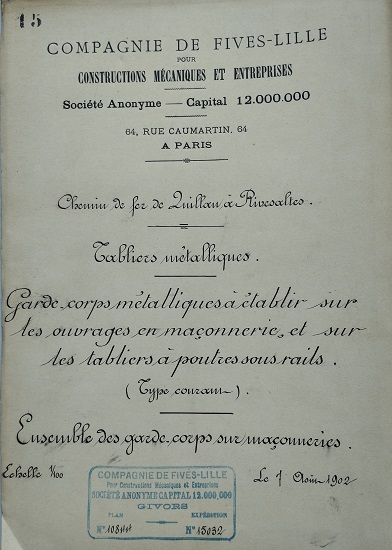 15
COMPAGNIE DE FIVES-LILLE
POUR
CONSTRUCTIONS MÉCANIQUES ET ENTREPRISES
Société Anonyme — Capital 12.000.000
64, RUE CAUMARTIN, 64
A PARIS
Chemin de fer de Quillan à Rivesaltes.
Tabliers métalliques.
Garde-corps métalliques à établir sur
les ouvrages en maçonnerie, et sur
les tabliers à poutres sous rails.
(Type courant).
Ensemble des garde-corps sur maçonneries.
Echelle 1/100
Le Août 1902
COMPAGNIE DE FIVES-LILLE
Pour Constructions Mécaniques et Entreprises
SOCIÉTÉ ANONYME CAPITAL 12.000.000
GIVORS
PLAN EXPÉDITION
N° N° 15032